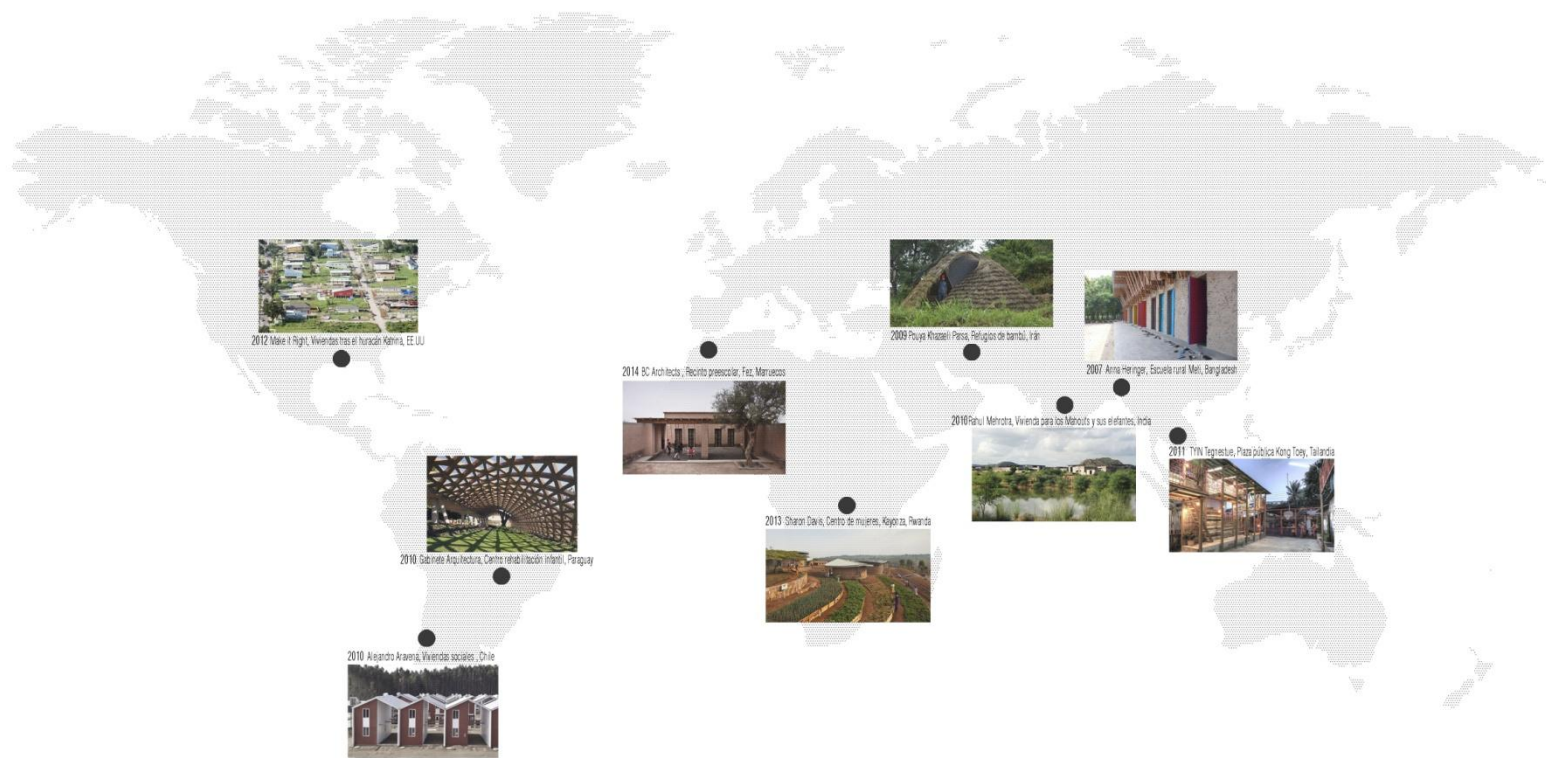 2012 Make it Right, Viviendas tras el huracán Katrina, EE UU
2009 Pouya Khazaeli Parsa, Refugios de bambú, Irán
2014 BC Architects , Recinto preescolar, Fez, Marruecos
2007 Anna Heringer, Escuela rural Meti, Bangladesh
2010 Rahul Mehrotra, Vivienda para los Mahouts y sus elefantes, India
2011 TYIN Tegnestue, Plaza pública Kong Toey, Tailandia
2013 Sharon Davis, Centro de mujeres, Kayonza, Rwanda
2010 Gabinete Arquitectura, Centro rehabilitación infantil, Paraguay
2010 Alejandro Aravena, Viviendas sociales , Chile